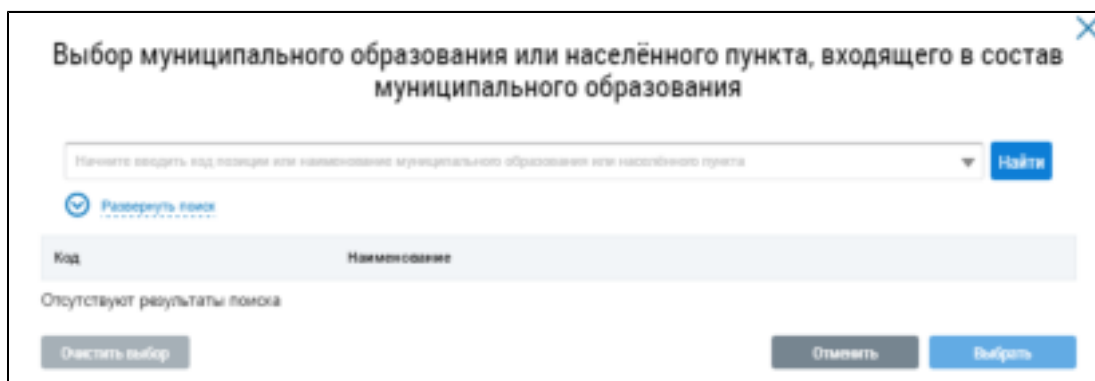 Выбор муниципального образования или населённого пункта, входящего в состав
муниципального образования
Начните вводить код позиции или наименование муниципального образования или населённого пункта
Найти
Развернуть поиск
Код Наименование
Отсутствуют результаты поиска
Очистить выбор Отменить Выбрать